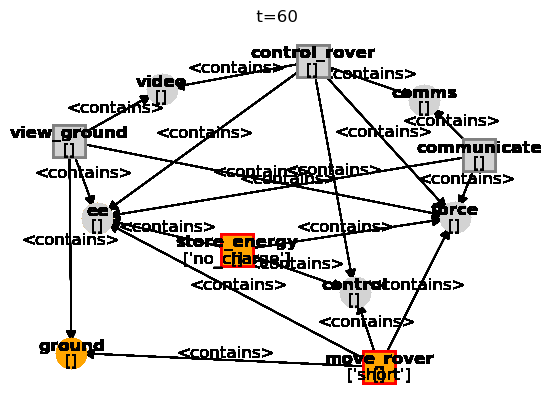 t=60
control_rover
[]
<contains>
<contains>
video
[]
comms
[]
<contains>
<contains>
view_ground
[]
<contains>
<contains>
communicate
[]
<contains>
<contains>
<contains>
<contains>
<contains>
ee
[]
force
[]
<contains>
<contains>
<contains>
store_energy
['no_charge']
[]
<contains>
<contains>
control
[]
<contains>
<contains>
ground
[]
<contains>
move_rover
['short']
[]